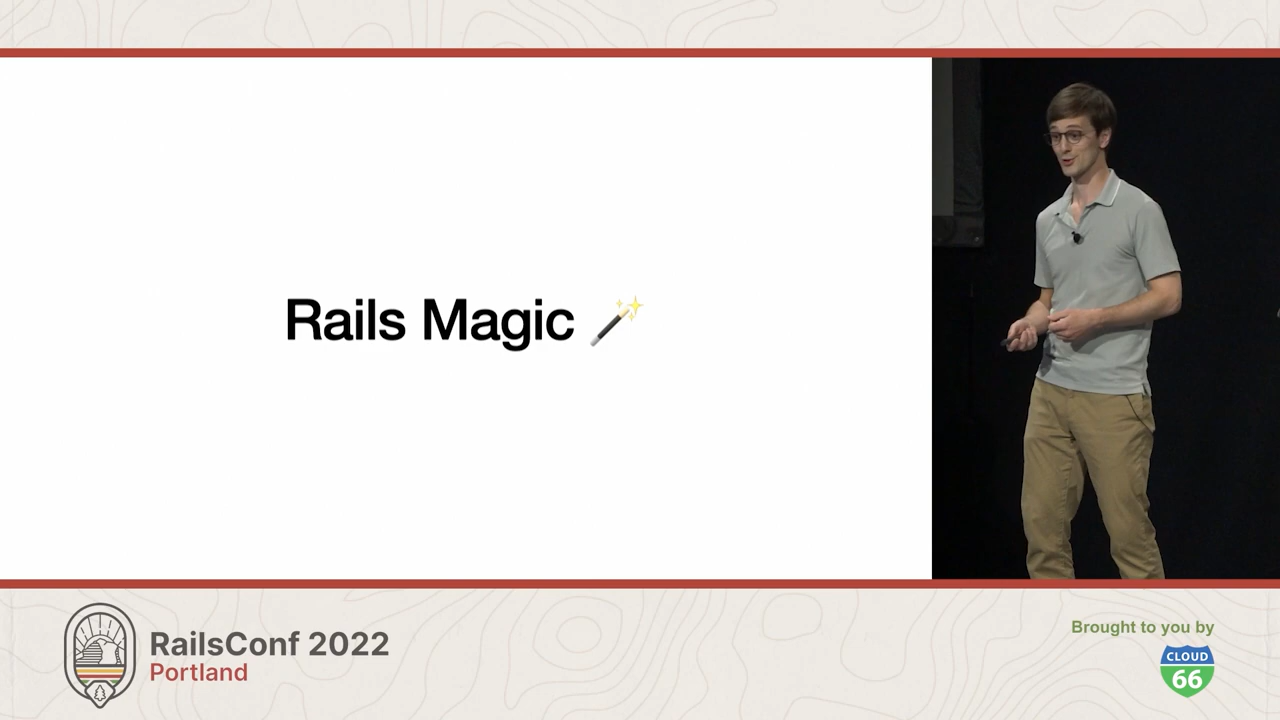 Rails Magic 🪄
RailsConf 2022
Portland
Brought to you by
CLOUD
66